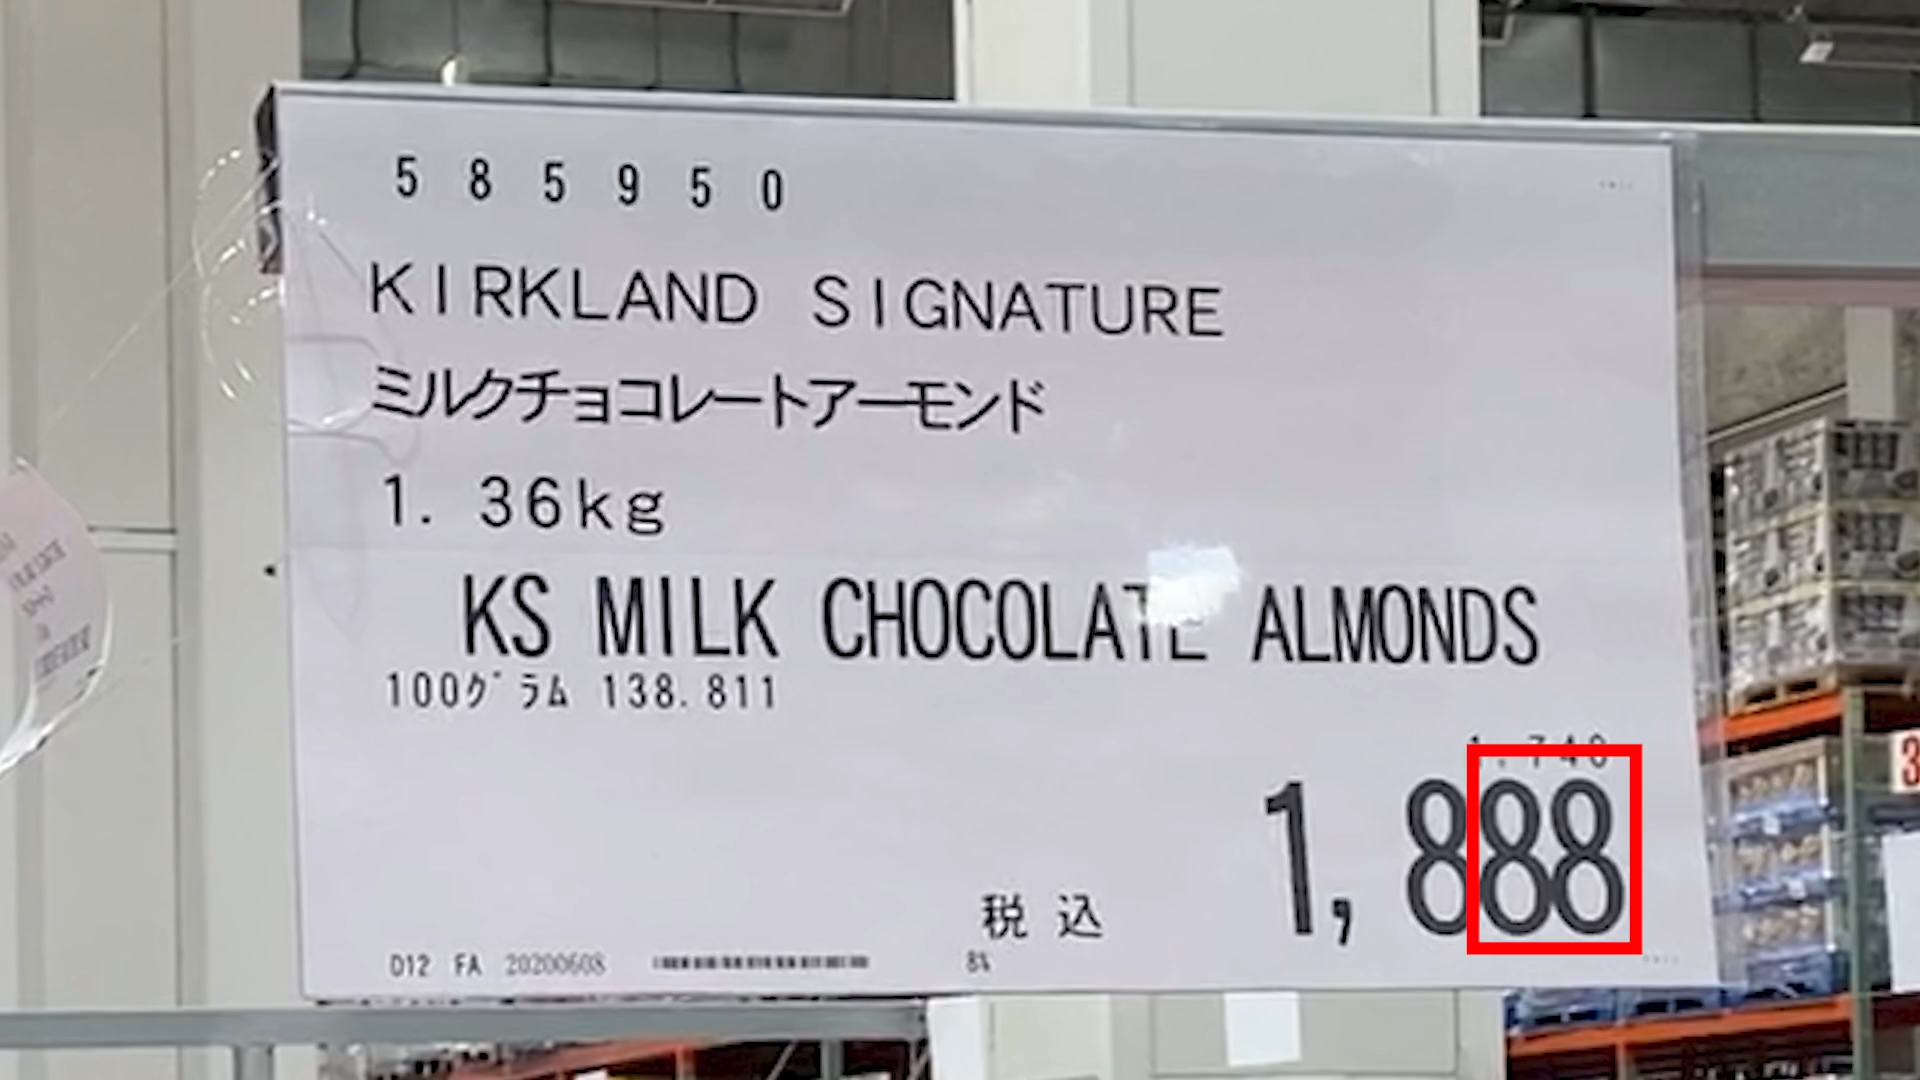 585950
KIRKLAND SIGNATURE
ミルクチョコレートアーモンド
1.36kg
KS MILK CHOCOLATE ALMONDS
100グラム 138.811
1,888
税込
D12 FA 20200608 8%
3